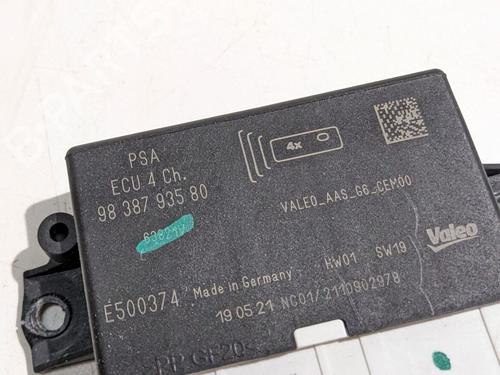 PSA
ECU 4 Ch.
98 387 935 80
4x
VALEO_AAS_G6_CEM00
Valeo
E500374 Made in Germany HW01 SW19
19 05 21 NC01/2110902978
PP GF20